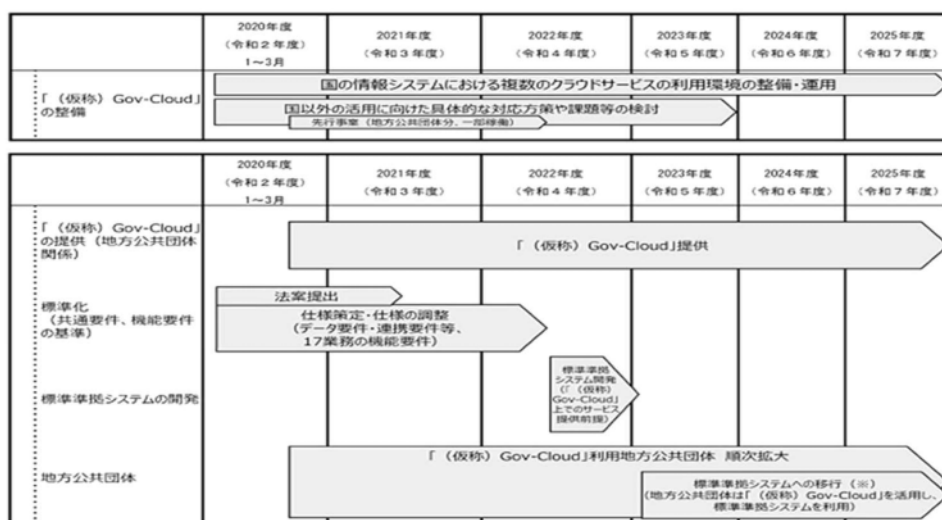 2020年度
(令和2年度)
1～3月
2021年度
(令和3年度)
2022年度
(令和4年度)
2023年度
(令和5年度)
2024年度
(令和6年度)
2025年度
(令和7年度)
「(仮称) Gov-Cloud」
の整備
国の情報システムにおける複数のクラウドサービスの利用環境の整備・運用
国以外の活用に向けた具体的な対応方策や課題等の検討
先行事業(地方公共団体分、一部稼働)
2020年度
(令和2年度)
1～3月
2021年度
(令和3年度)
2022年度
(令和4年度)
2023年度
(令和5年度)
2024年度
(令和6年度)
2025年度
(令和7年度)
「(仮称) Gov-Cloud」
の提供(地方公共団体
関係)
「(仮称) Gov-Cloud」提供
標準化
(共通要件、機能要件
の基準)
法案提出
仕様策定・仕様の調整
(データ要件・連携要件等、
17業務の機能要件)
標準準拠システムの開発
標準準拠
システム開発
(「(仮称)
Gov-Cloud」
上でのサービス
提供前提)
地方公共団体
「(仮称) Gov-Cloud」利用地方公共団体 順次拡大
標準準拠システムへの移行(※)
(地方公共団体は「(仮称) Gov-Cloud」を活用し、
標準準拠システムを利用)